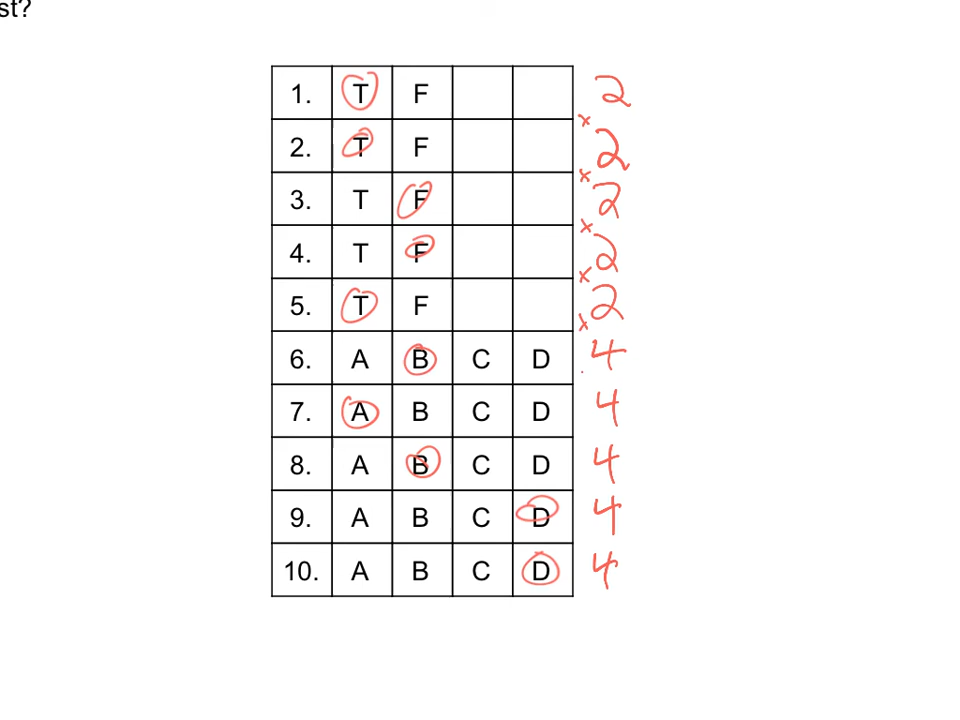 st?
1. T F 2
×
2. T F 2
×
3. T F 2
×
4. T F 2
×
5. T F 2
×
6. A B C D 4
7. A B C D 4
8. A B C D 4
9. A B C D 4
10. A B C D 4